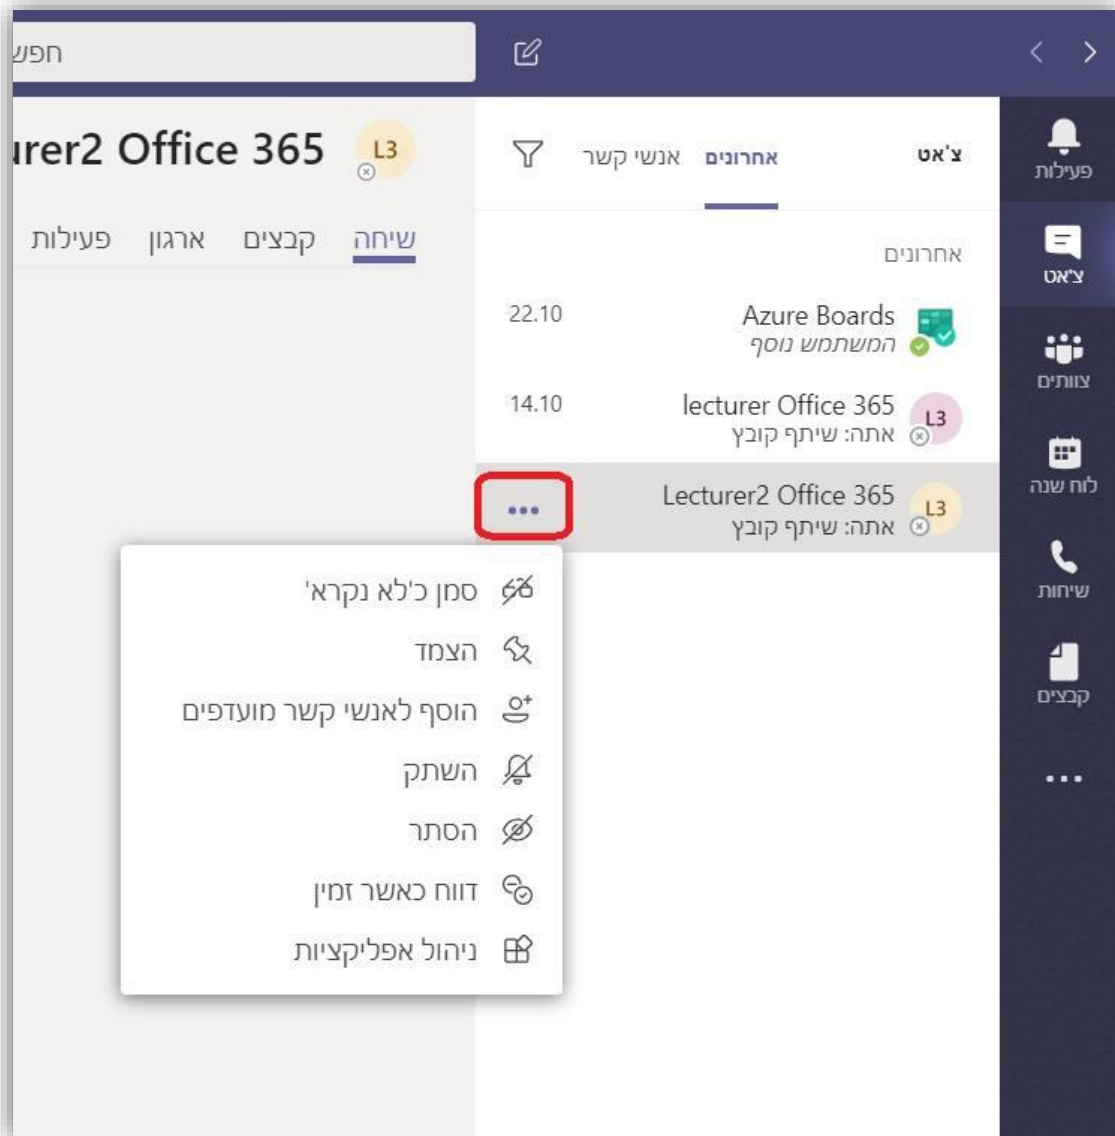 חפש
פעילות
צ'אט
צוותים
לוח שנה
שיחות
קבצים
צ'אט אחרונים אנשי קשר
אחרונים
Azure Boards 22.10
המשתמש נוסף
L3 lecturer Office 365 14.10
אתה: שיתף קובץ
L3 Lecturer2 Office 365
אתה: שיתף קובץ
סמן כ'לא נקרא'
הצמד
הוסף לאנשי קשר מועדפים
השתק
הסתר
דווח כאשר זמין
ניהול אפליקציות
L3 urer2 Office 365
שיחה קבצים ארגון פעילות